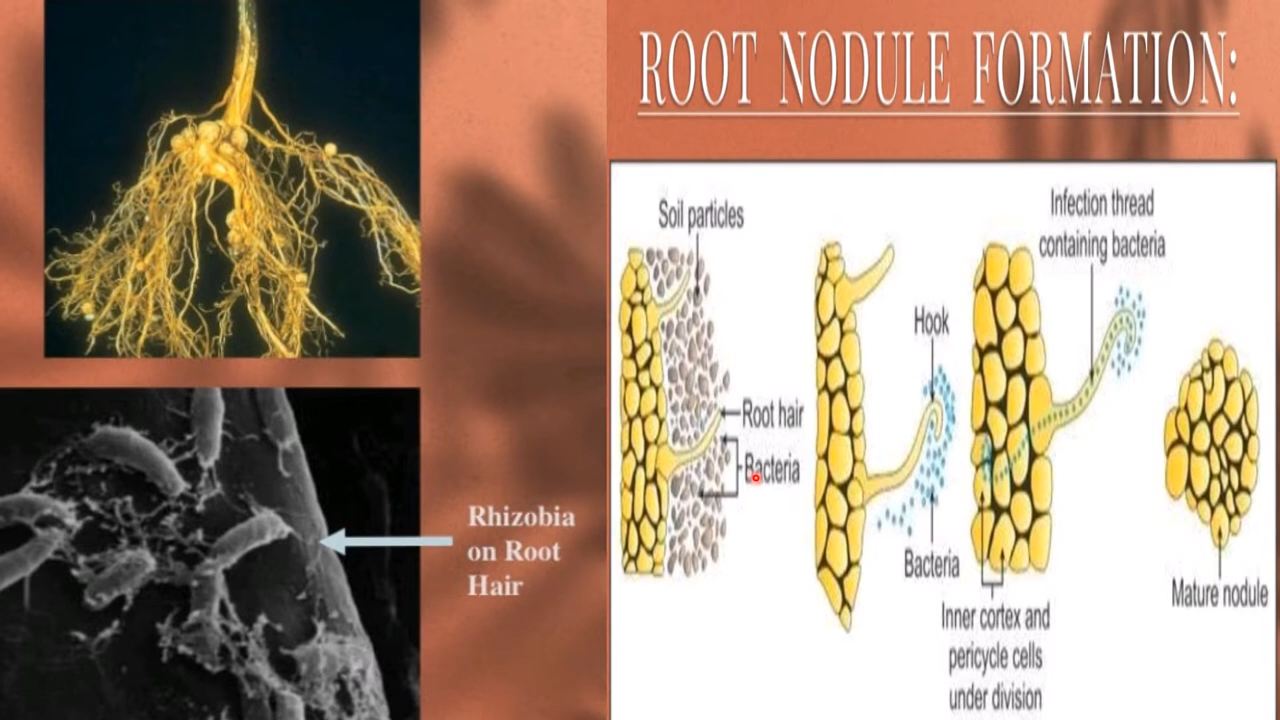 ROOT NODULE FORMATION:
Soil particles
Root hair
Bacteria
Hook
Bacteria
Infection thread
containing bacteria
Inner cortex and
pericycle cells
under division
Mature nodule
Rhizobia
on Root
Hair